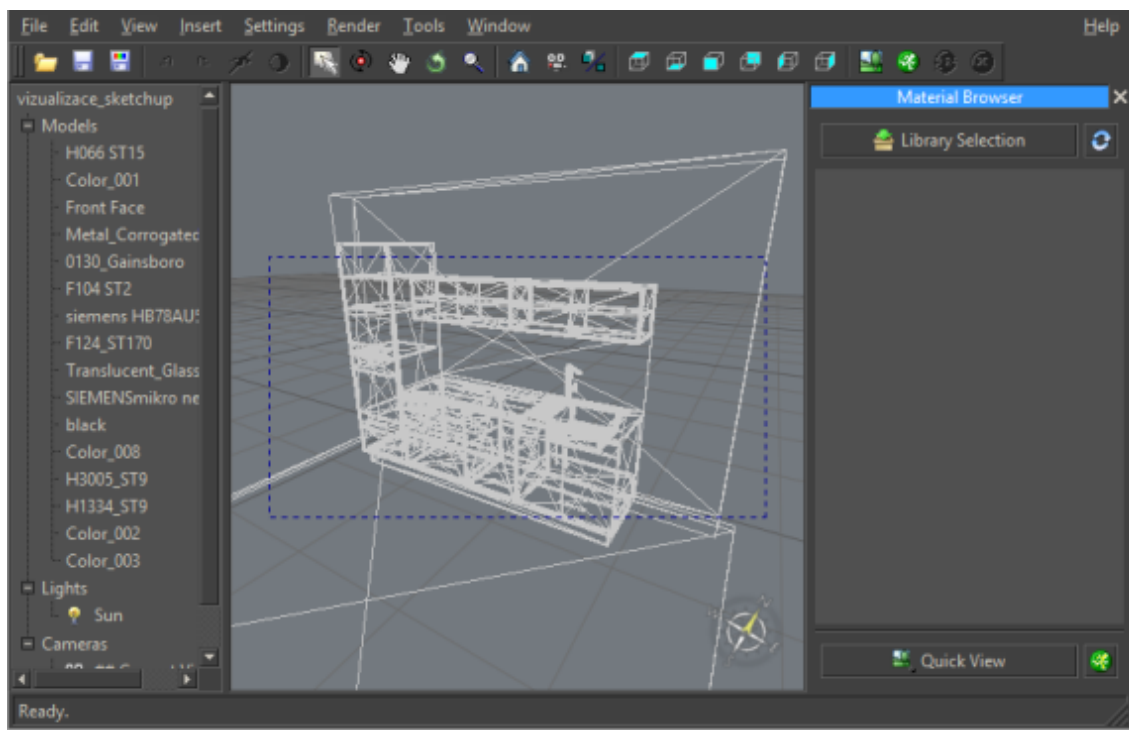 File Edit View Insert Settings Render Tools Window Help
vizualizace_sketchup
Material Browser
Models
Library Selection
H066 ST15
Color_001
Front Face
Metal_Corrogatec
0130_Gainsboro
F104 ST2
siemens HB78AU
F124_ST170
Translucent_Glass
SIEMENSmikro ne
black
Color_008
H3005_ST9
H1334_ST9
Color_002
Color_003
Lights
Sun
Cameras
Quick View
Ready.